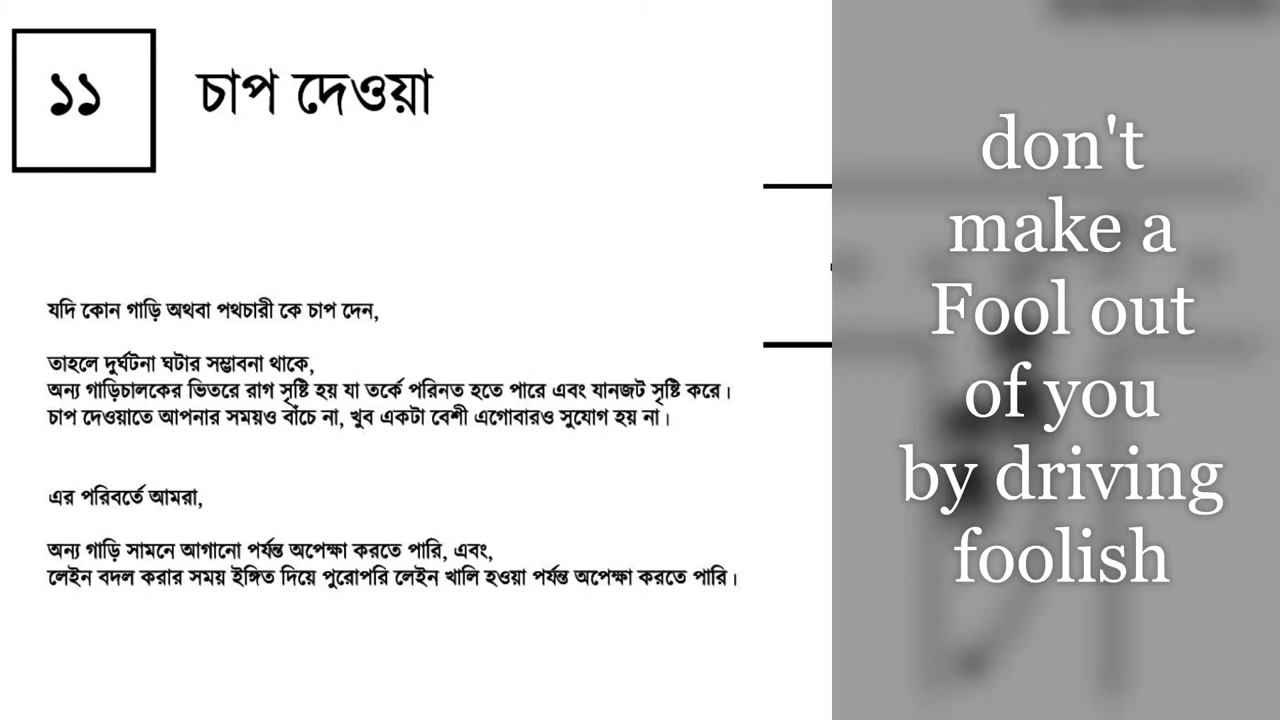 ১১
চাপ দেওয়া
যদি কোন গাড়ি অথবা পথচারী কে চাপ দেন,
তাহলে দুর্ঘটনা ঘটার সম্ভাবনা থাকে,
অন্য গাড়িচালকের ভিতরে রাগ সৃষ্টি হয় যা তর্কে পরিনত হতে পারে এবং যানজট সৃষ্টি করে।
চাপ দেওয়াতে আপনার সময়ও বাঁচে না, খুব একটা বেশী এগোবারও সুযোগ হয় না।
এর পরিবর্তে আমরা,
অন্য গাড়ি সামনে আগানো পর্যন্ত অপেক্ষা করতে পারি, এবং,
লেইন বদল করার সময় ইঙ্গিত দিয়ে পুরোপরি লেইন খালি হওয়া পর্যন্ত অপেক্ষা করতে পারি।
don't
make a
Fool out
of you
by driving
foolish